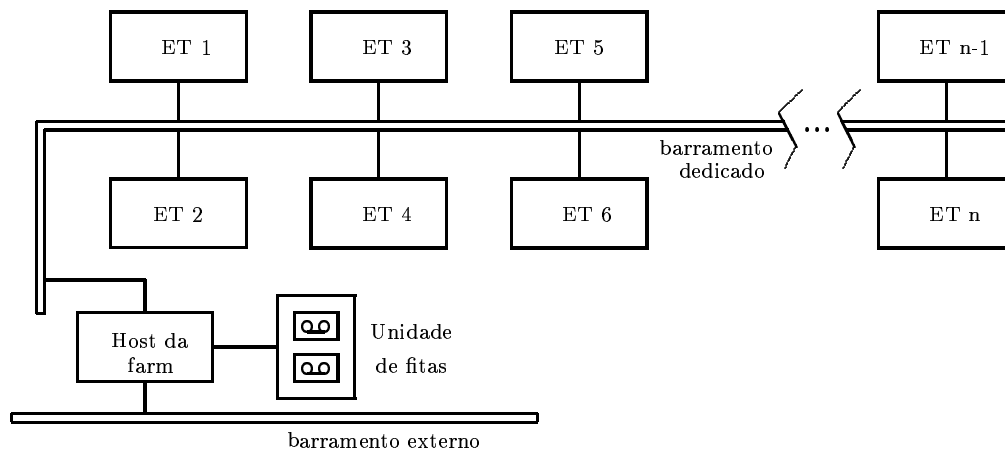 ET 1
ET 3
ET 5
ET n-1
...
barramento
dedicado
ET 2
ET 4
ET 6
ET n
Host da
farm
Unidade
de fitas
barramento externo